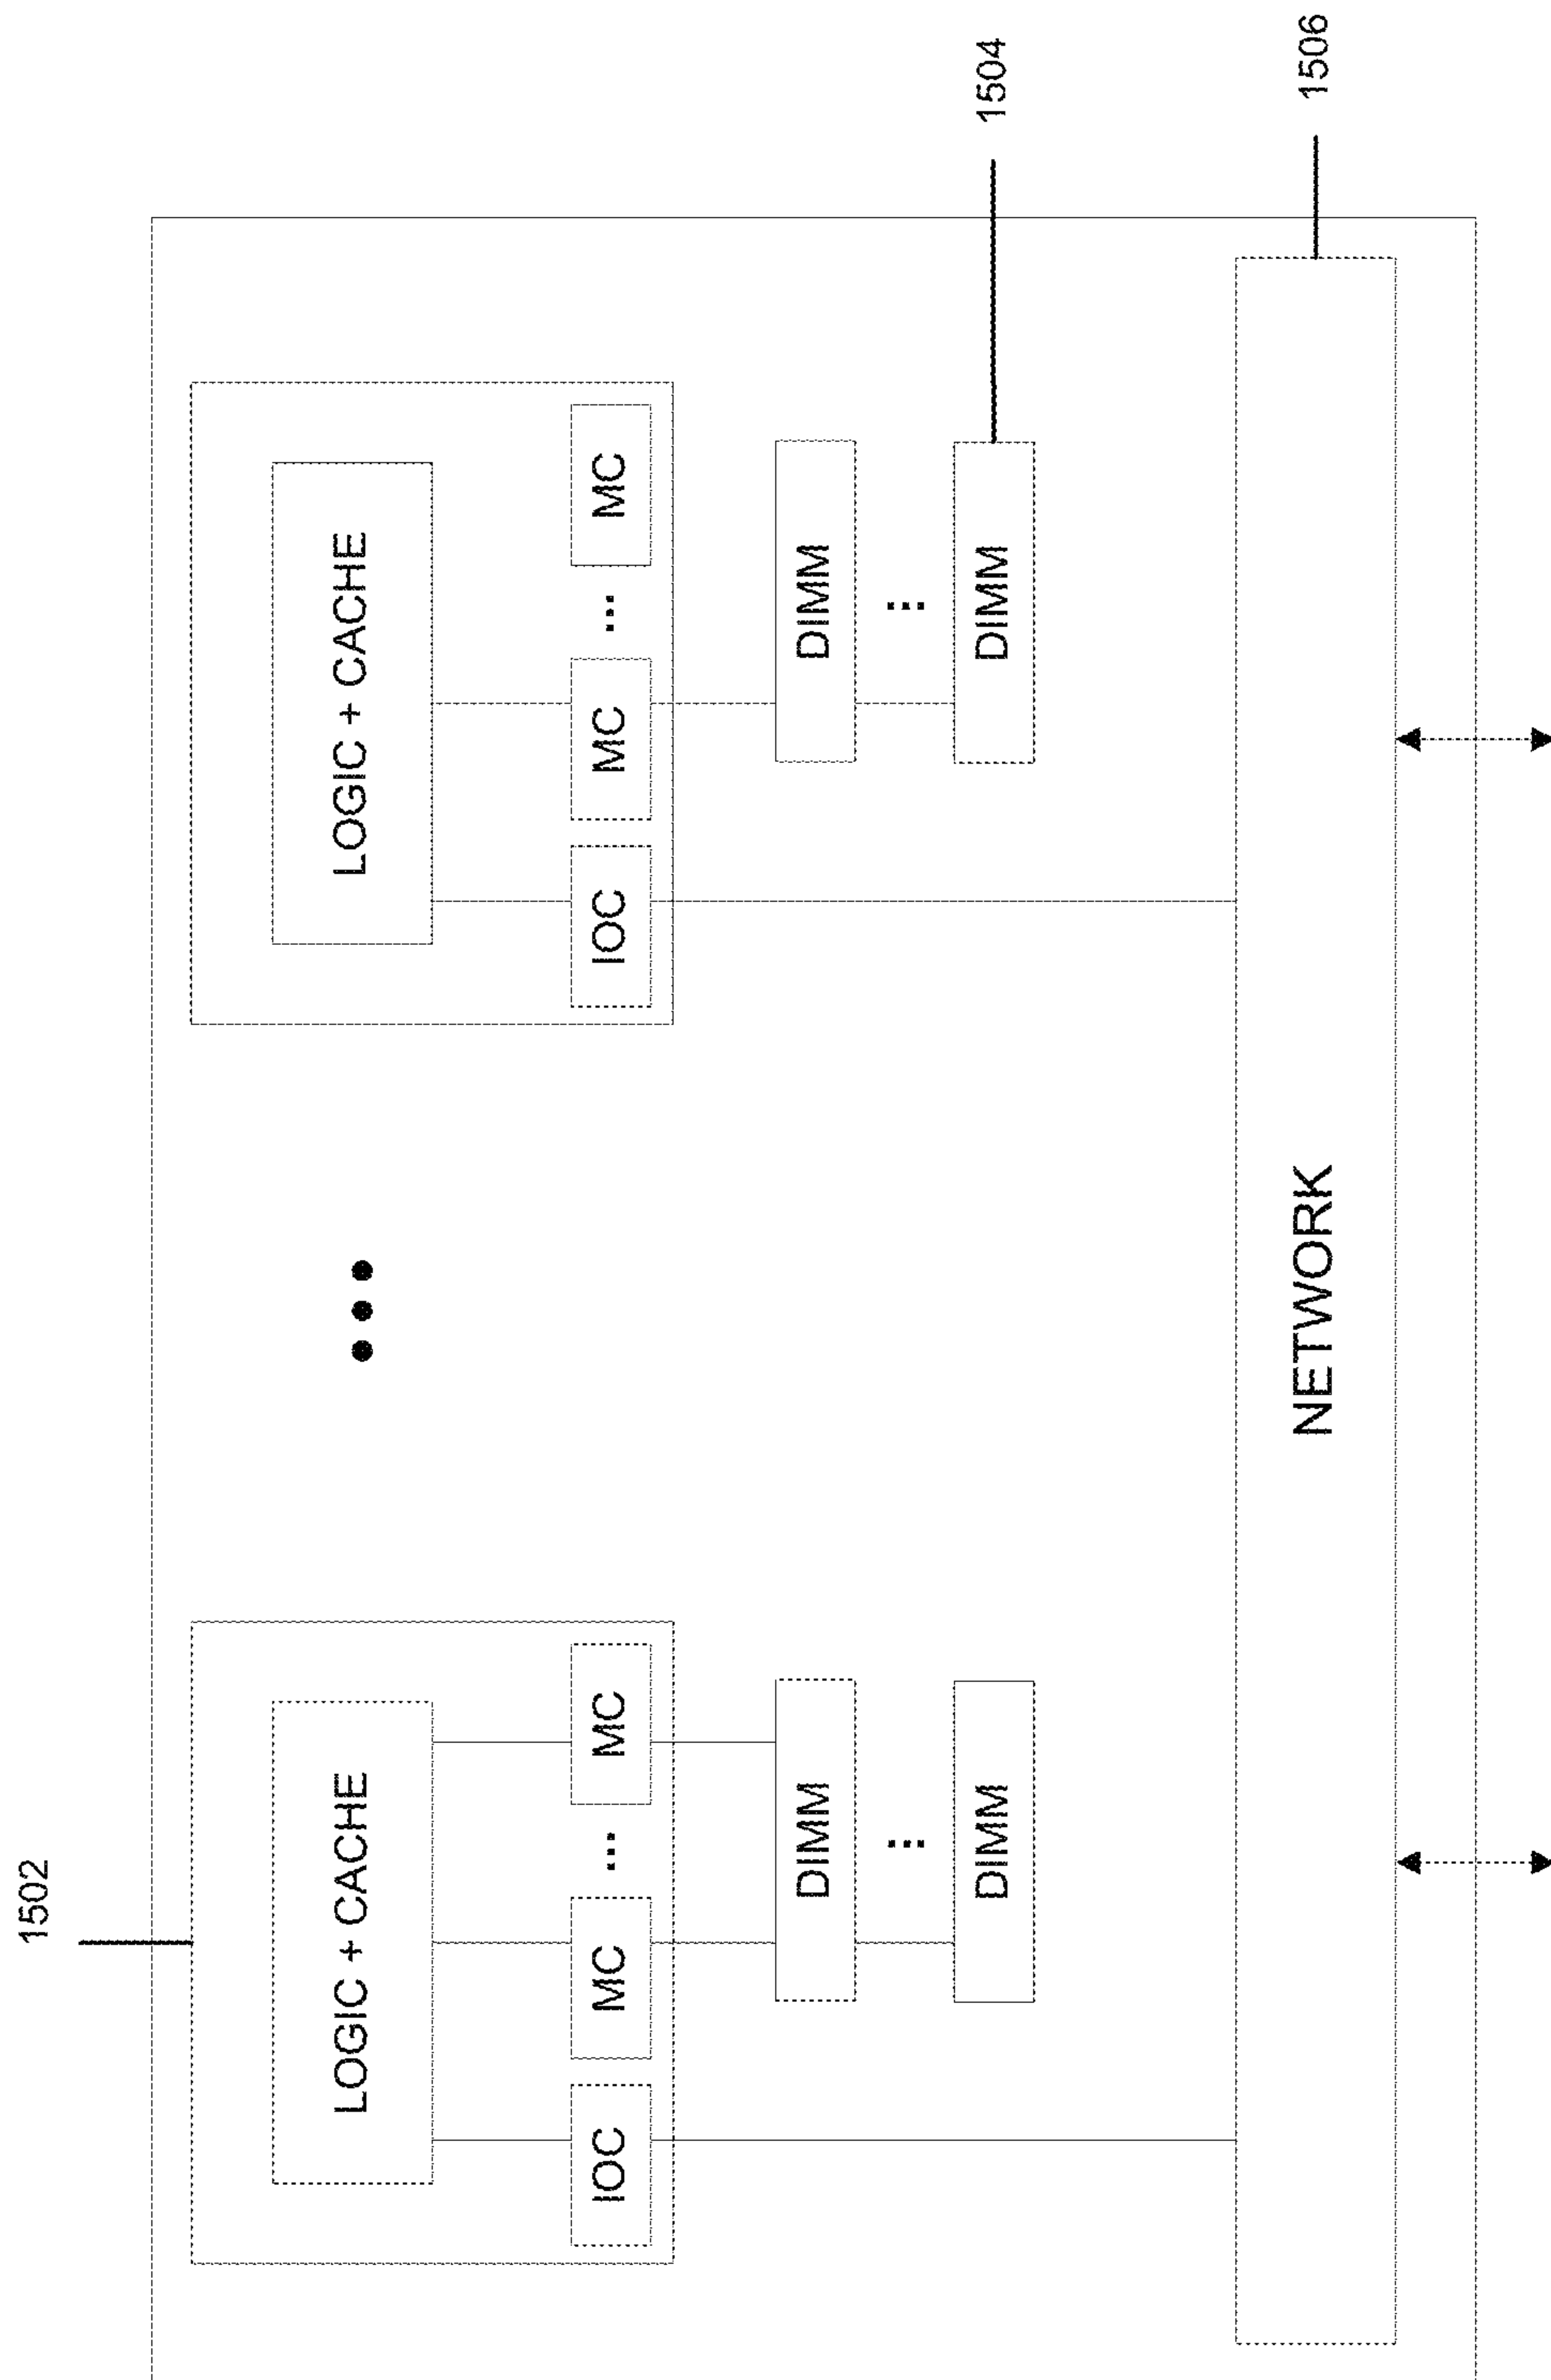 1502
LOGIC + CACHE
LOGIC + CACHE
IOC
MC
...
MC
IOC
MC
...
MC
DIMM
DIMM
...
...
DIMM
DIMM
1504
NETWORK
1506